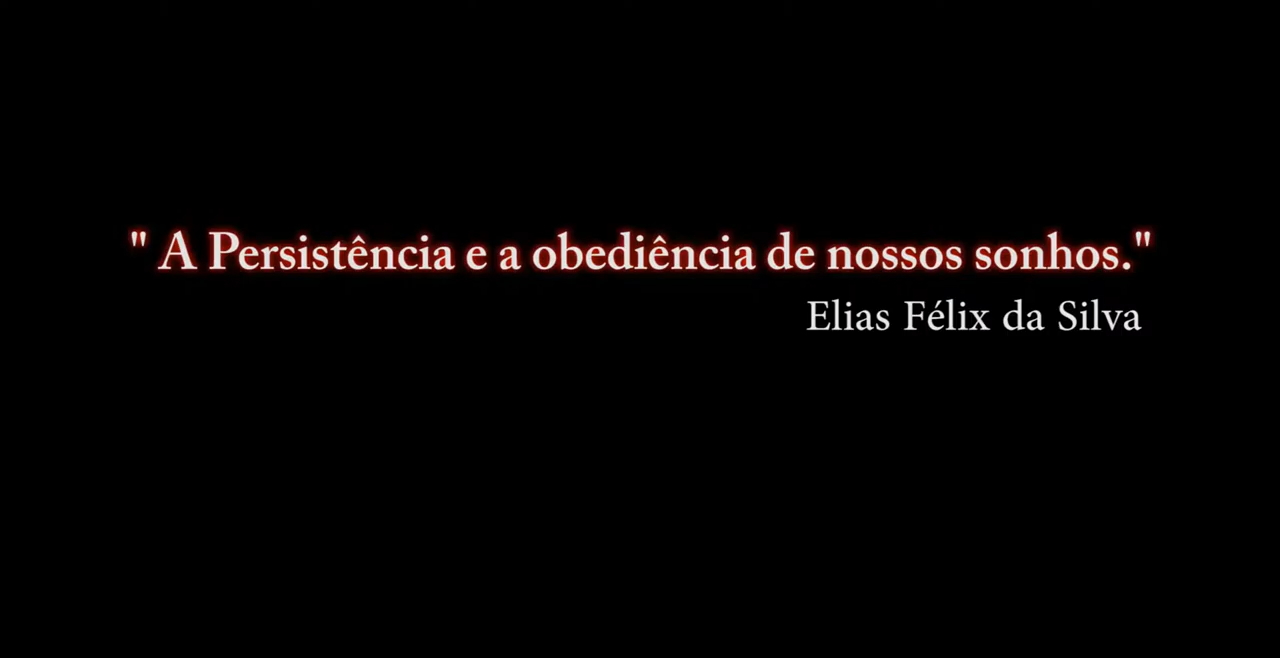 " A Persistência e a obediência de nossos sonhos."
Elias Félix da Silva